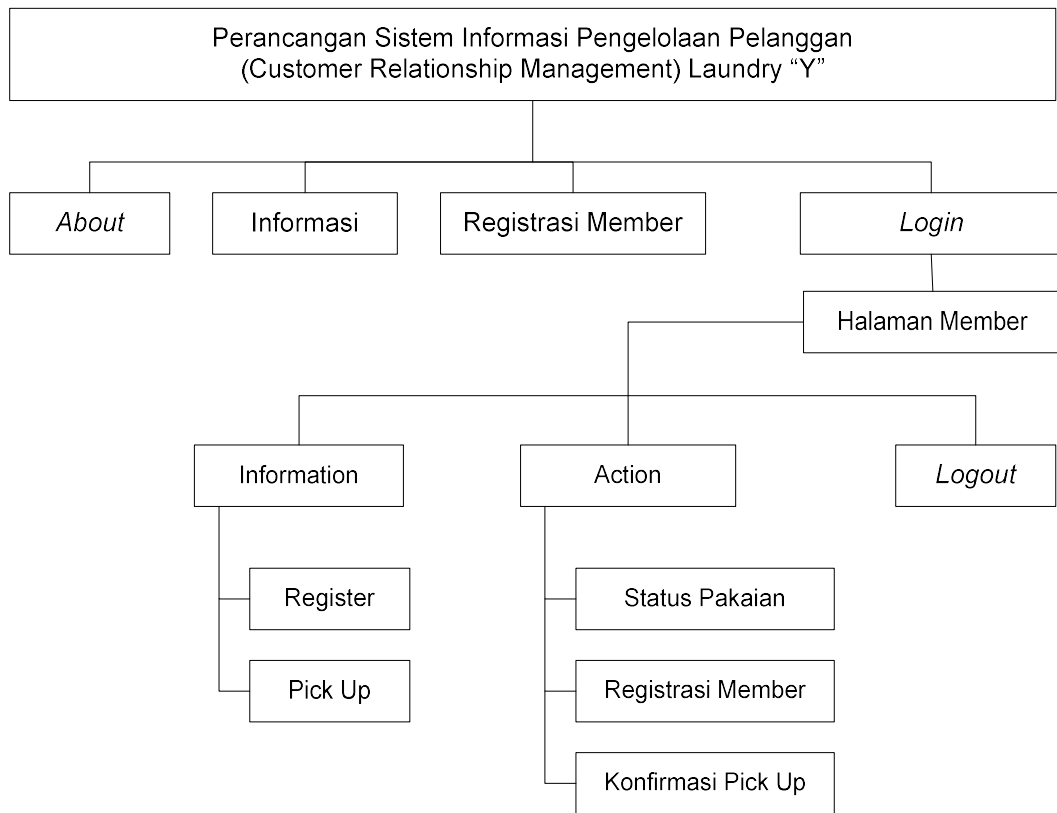 Perancangan Sistem Informasi Pengelolaan Pelanggan
(Customer Relationship Management) Laundry “Y”
About
Informasi
Registrasi Member
Login
Halaman Member
Information
Action
Logout
Register
Status Pakaian
Pick Up
Registrasi Member
Konfirmasi Pick Up